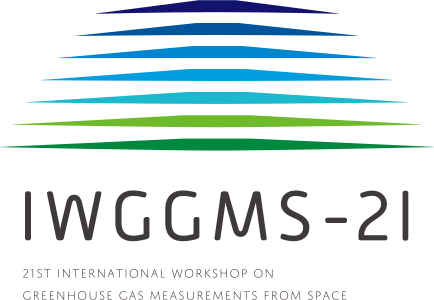 IWGGMS-21
21ST INTERNATIONAL WORKSHOP ON
GREENHOUSE GAS MEASUREMENTS FROM SPACE